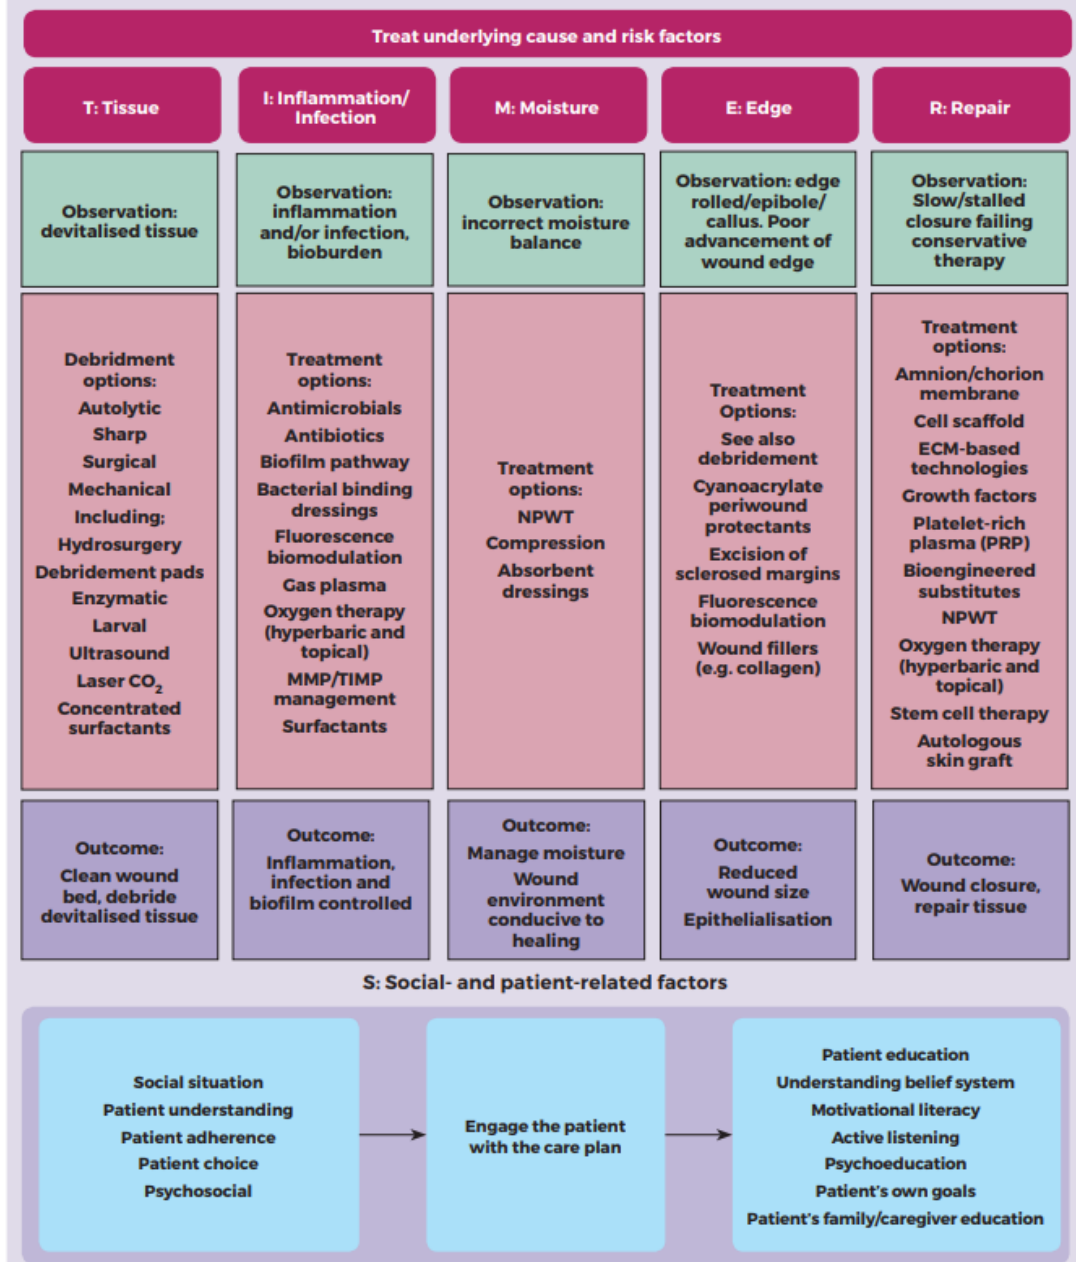 Treat underlying cause and risk factors
T: Tissue
Observation:
devitalised tissue
Debridment
options:
Autolytic
Sharp
Surgical
Mechanical
Including;
Hydrosurgery
Debridement pads
Enzymatic
Larval
Ultrasound
Laser CO₂
Concentrated
surfactants
Outcome:
Clean wound
bed, debride
devitalised tissue
I: Inflammation/
Infection
Observation:
inflammation
and/or infection,
bioburden
Treatment
options:
Antimicrobials
Antibiotics
Biofilm pathway
Bacterial binding
dressings
Fluorescence
biomodulation
Gas plasma
Oxygen therapy
(hyperbaric and
topical)
MMP/TIMP
management
Surfactants
Outcome:
Inflammation,
infection and
biofilm controlled
M: Moisture
Observation:
incorrect moisture
balance
Treatment
options:
NPWT
Compression
Absorbent
dressings
Outcome:
Manage moisture
Wound
environment
conducive to
healing
E: Edge
Observation: edge
rolled/epibole/
callus. Poor
advancement of
wound edge
Treatment
Options:
See also
debridement
Cyanoacrylate
periwound
protectants
Excision of
sclerosed margins
Fluorescence
biomodulation
Wound fillers
(e.g. collagen)
Outcome:
Reduced
wound size
Epithelialisation
R: Repair
Observation:
Slow/stalled
closure failing
conservative
therapy
Treatment
options:
Amnion/chorion
membrane
Cell scaffold
ECM-based
technologies
Growth factors
Platelet-rich
plasma (PRP)
Bioengineered
substitutes
NPWT
Oxygen therapy
(hyperbaric and
topical)
Stem cell therapy
Autologous
skin graft
Outcome:
Wound closure,
repair tissue
S: Social- and patient-related factors
Social situation
Patient understanding
Patient adherence
Patient choice
Psychosocial
Engage the patient
with the care plan
Patient education
Understanding belief system
Motivational literacy
Active listening
Psychoeducation
Patient's own goals
Patient's family/caregiver education